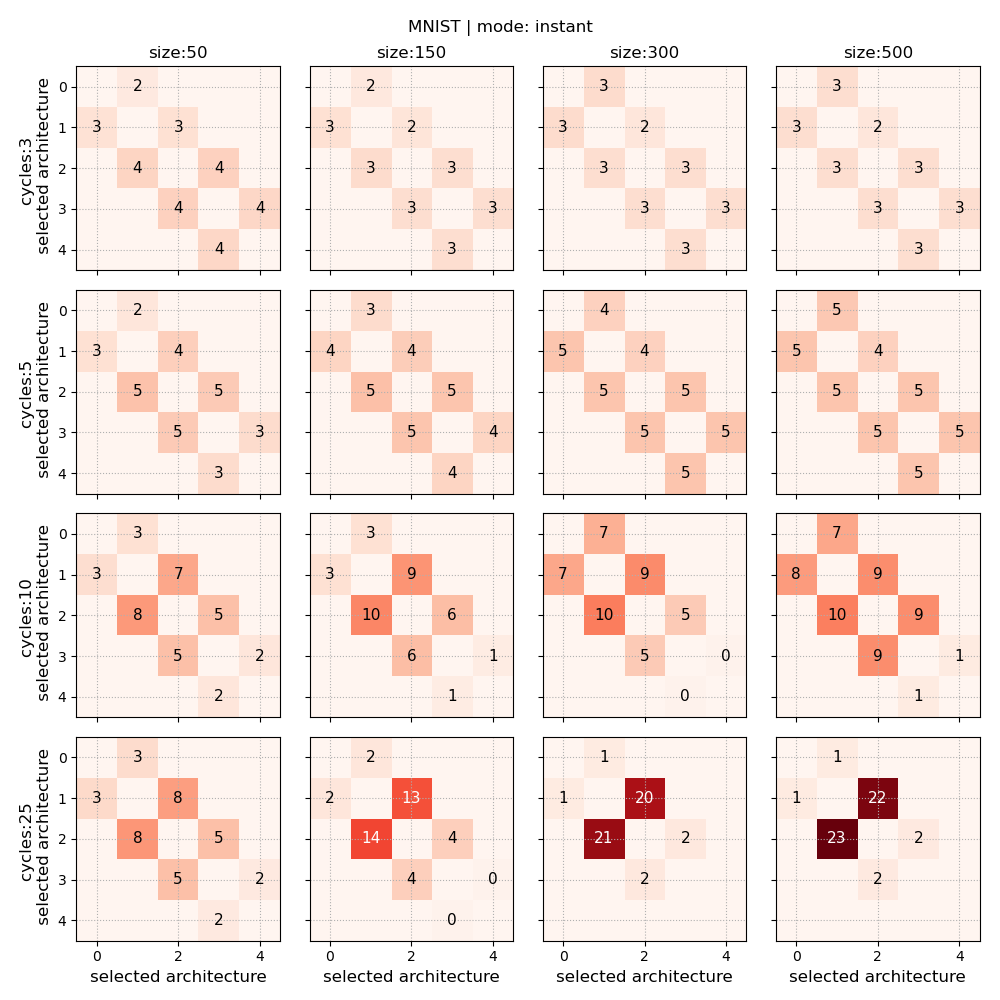 MNIST | mode: instant
size:50 size:150 size:300 size:500
0 2 2 3 3
1 3 3 3 2 3 2 3 2
2 4 4 3 3 3 3 3 3
3 4 4 3 3 3 3 3 3
4 4 3 3 3
cycles:3
selected architecture
0 2 3 4 5
1 3 4 4 4 5 4 5 4
2 5 5 5 5 5 5 5 5
3 5 3 5 4 5 5 5 5
4 3 4 5 5
cycles:5
selected architecture
0 3 3 7 7
1 3 7 3 9 7 9 8 9
2 8 5 10 6 10 5 10 9
3 5 2 6 1 5 0 9 1
4 2 1 0 1
cycles:10
selected architecture
0 3 2 1 1
1 3 8 2 13 1 20 1 22
2 8 5 14 4 21 2 23 2
3 5 2 4 0 2 2
4 2 0
cycles:25
selected architecture
0 2 4 0 2 4 0 2 4 0 2 4
selected architecture selected architecture selected architecture selected architecture